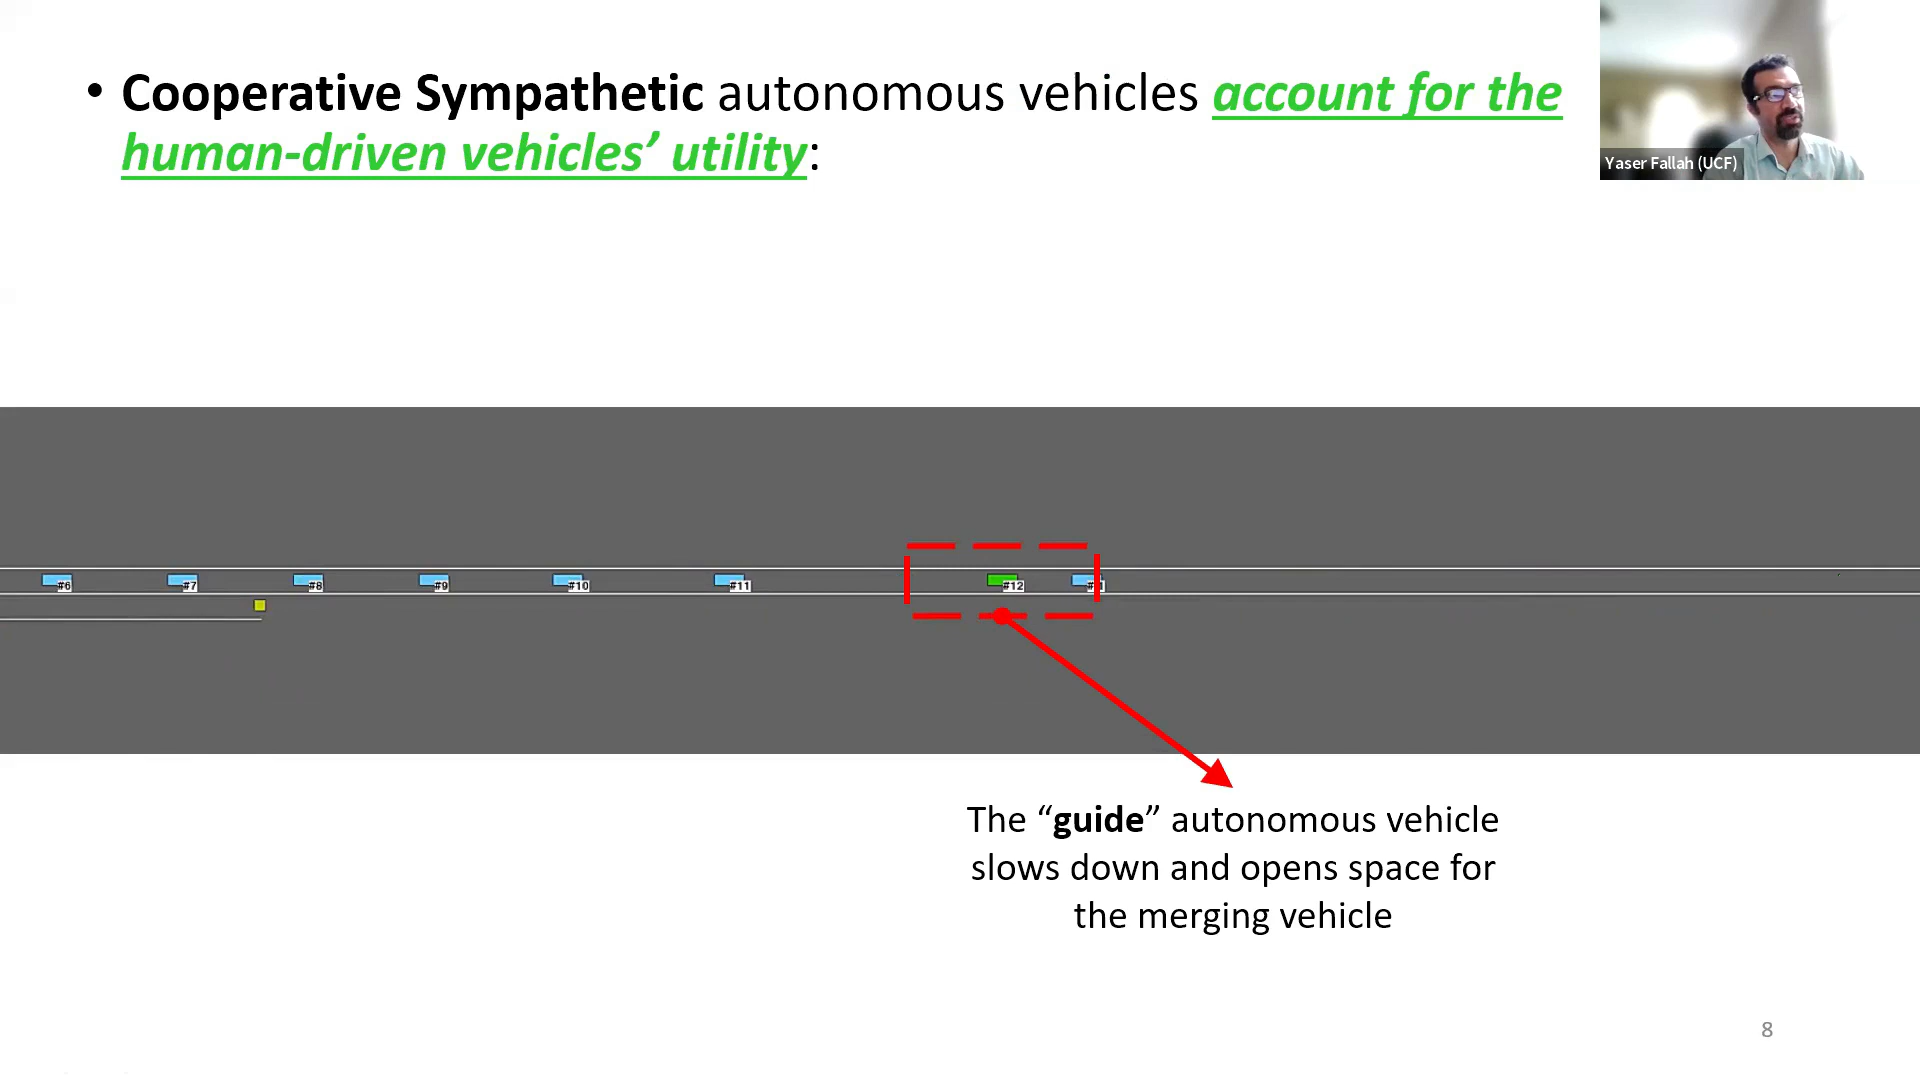 • Cooperative Sympathetic autonomous vehicles account for the
human-driven vehicles’ utility:
Yaser Fallah (UCF)
#6 #7 #8 #9 #10 #11 #12
The “guide” autonomous vehicle
slows down and opens space for
the merging vehicle
8